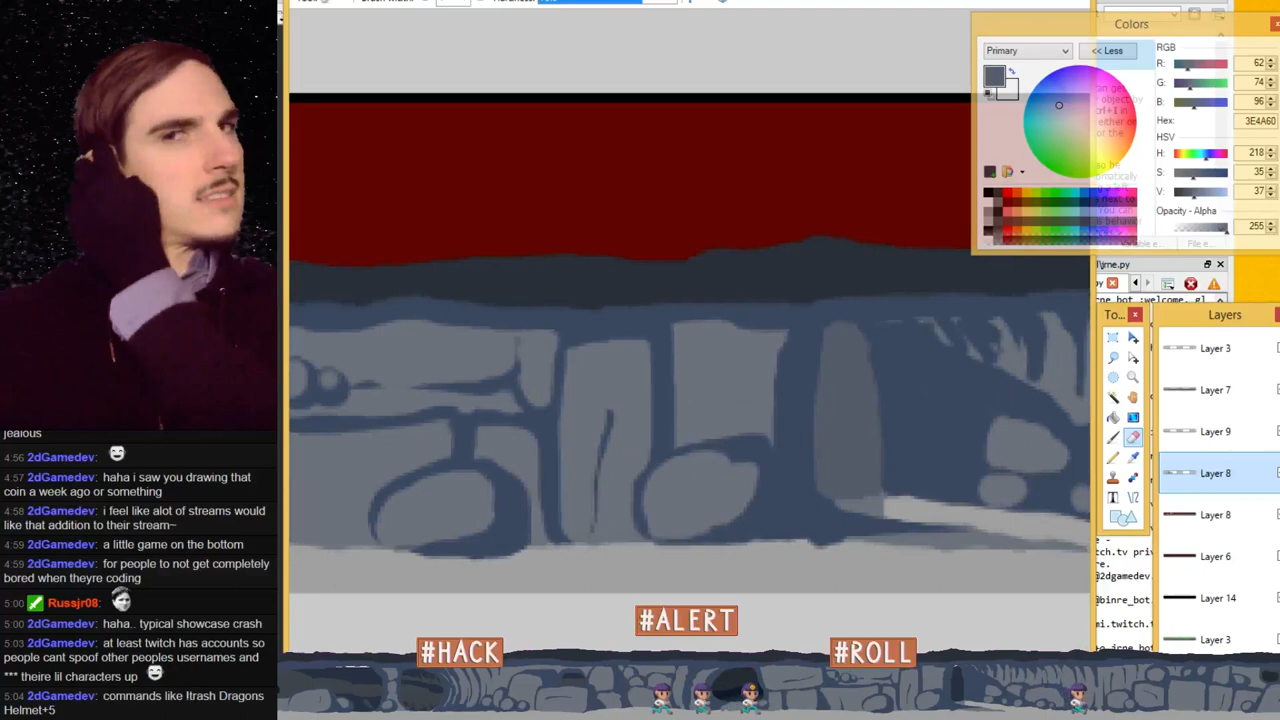 Colors
Primary
<< Less
RGB
R: 62
G: 74
B: 96
Hex:
3E4A60
HSV
H: 218
S: 35
V: 37
Opacity - Alpha
255
\jrne.py
To...
Layers
Layer 3
Layer 7
Layer 9
Layer 8
Layer 8
Layer 6
Layer 14
Layer 3
jealous
4:56 2dGamedev:
4:57 2dGamedev: haha i saw you drawing that
coin a week ago or something
4:58 2dGamedev: i feel like alot of streams would
like that addition to their stream~
4:59 2dGamedev: a little game on the bottom
4:59 2dGamedev: for people to not get completely
bored when theyre coding
5:00 Russjr08:
5:00 2dGamedev: haha.. typical showcase crash
5:03 2dGamedev: at least twitch has accounts so
people cant spoof other peoples usernames and
*** theire lil characters up
5:04 2dGamedev: commands like !trash Dragons
Helmet+5
#ALERT
#HACK
#ROLL